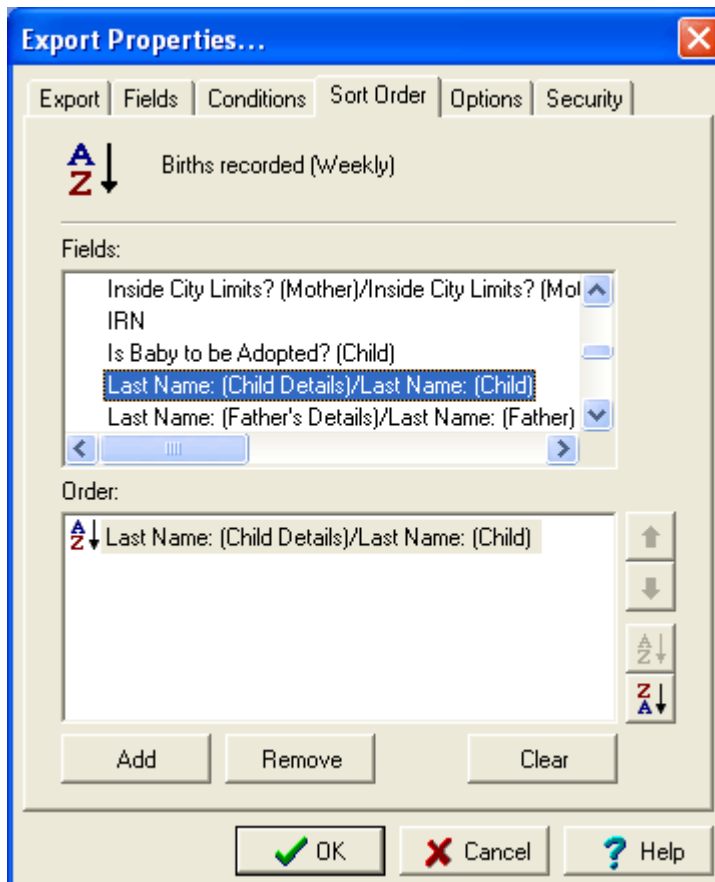 Export Properties...
Export Fields Conditions Sort Order Options Security
A
Z
Births recorded (Weekly)
Fields:
Inside City Limits? (Mother)/Inside City Limits? (Mot
IRN
Is Baby to be Adopted? (Child)
Last Name: (Child Details)/Last Name: (Child)
Last Name: (Father's Details)/Last Name: (Father)
Order:
A
Z
Last Name: (Child Details)/Last Name: (Child)
A
Z
Z
A
Add Remove Clear
OK Cancel ? Help